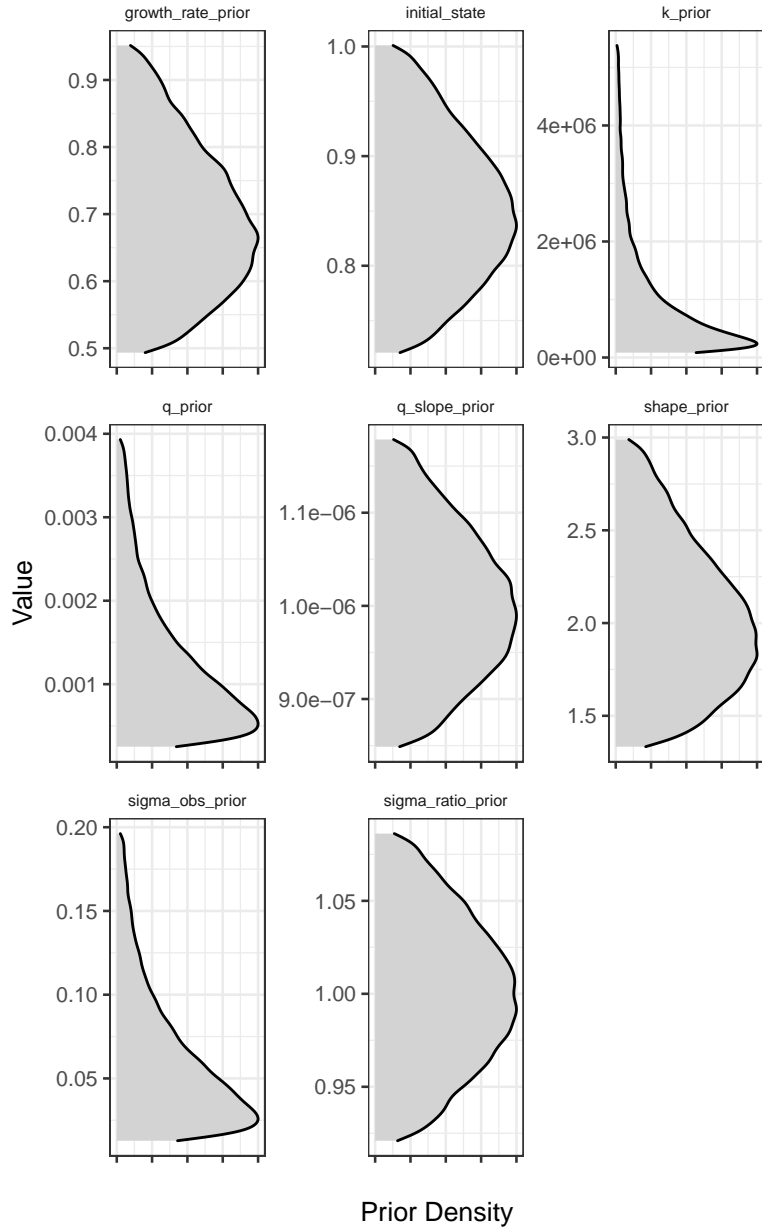 growth_rate_prior
initial_state
k_prior
0.9
0.8
0.7
0.6
0.5
1.0
0.9
0.8
4e+06
2e+06
0e+00
q_prior
q_slope_prior
shape_prior
0.004
0.003
0.002
0.001
1.1e−06
1.0e−06
9.0e−07
3.0
2.5
2.0
1.5
Value
sigma_obs_prior
sigma_ratio_prior
0.20
0.15
0.10
0.05
1.05
1.00
0.95
Prior Density